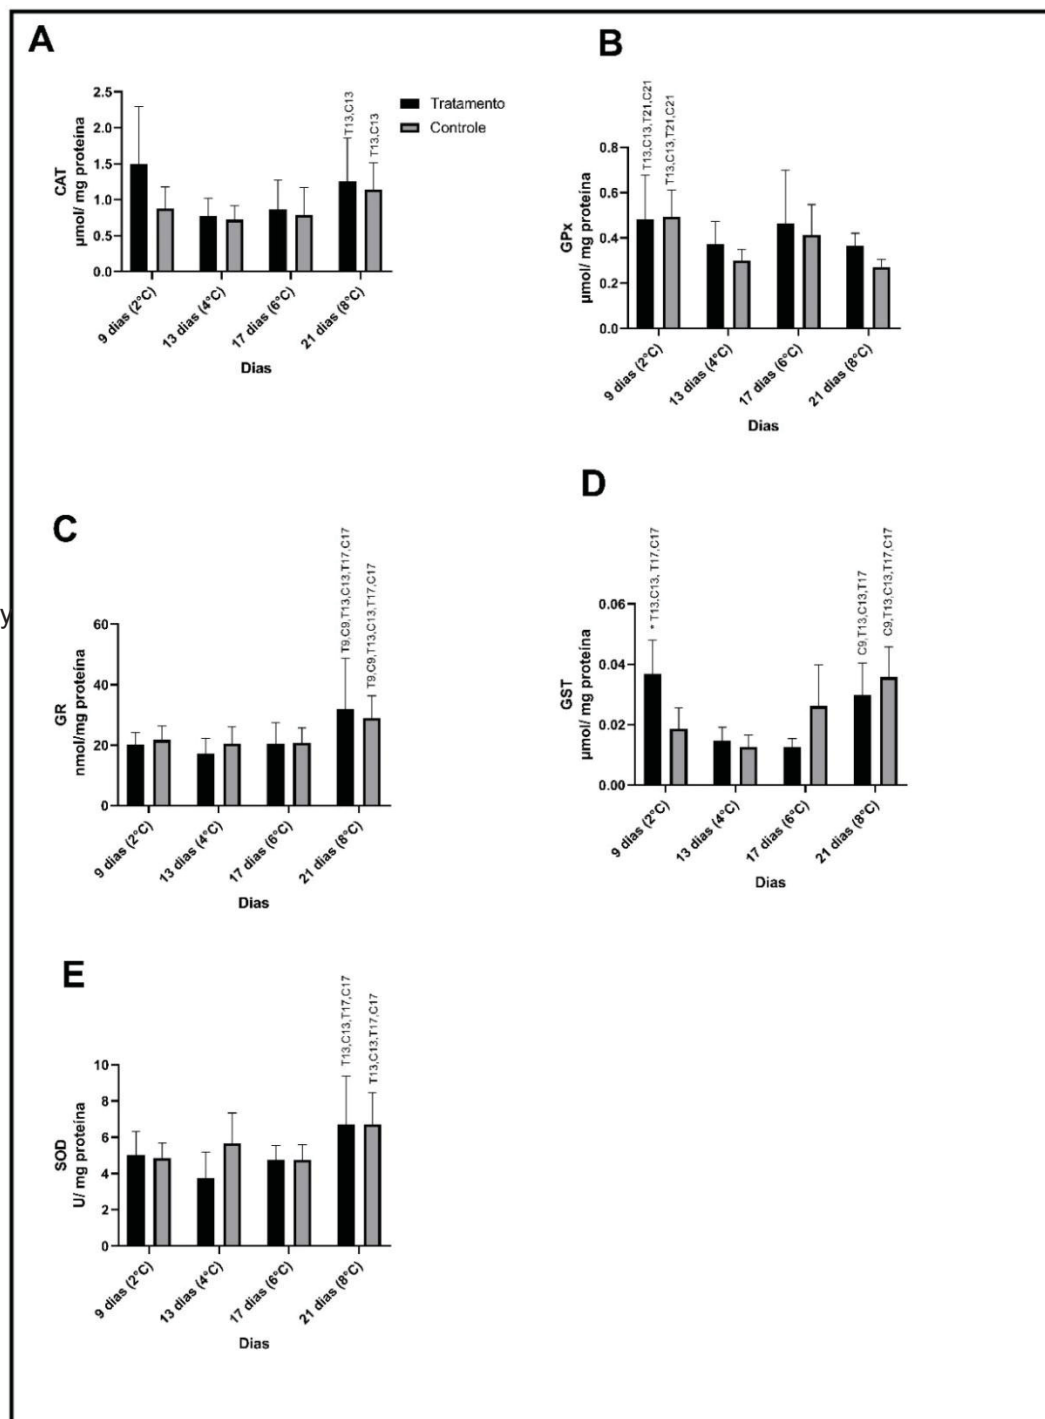 A
CAT
µmol/ mg proteína
2.5
2.0
1.5
1.0
0.5
0.0
T13,C13
T13,C13
Tratamento
Controle
9 dias (2°C)
13 dias (4°C)
17 dias (6°C)
21 dias (8°C)
Dias
B
GPx
µmol/ mg proteína
0.8
0.6
0.4
0.2
0.0
T13,C13,T21,C21
T13,C13,T21,C21
9 dias (2°C)
13 dias (4°C)
17 dias (6°C)
21 dias (8°C)
Dias
C
GR
nmol/mg proteína
60
40
20
0
T9,C9,T13,C13,T17,C17
T9,C9,T13,C13,T17,C17
9 dias (2°C)
13 dias (4°C)
17 dias (6°C)
21 dias (8°C)
Dias
D
GST
µmol/ mg proteína
0.06
0.04
0.02
0.00
* T13,C13, T17,C17
C9,T13,C13,T17
C9,T13,C13,T17,C17
9 dias (2°C)
13 dias (4°C)
17 dias (6°C)
21 dias (8°C)
Dias
y
E
SOD
U/ mg proteína
10
8
6
4
2
0
T13,C13,T17,C17
T13,C13,T17,C17
9 dias (2°C)
13 dias (4°C)
17 dias (6°C)
21 dias (8°C)
Dias